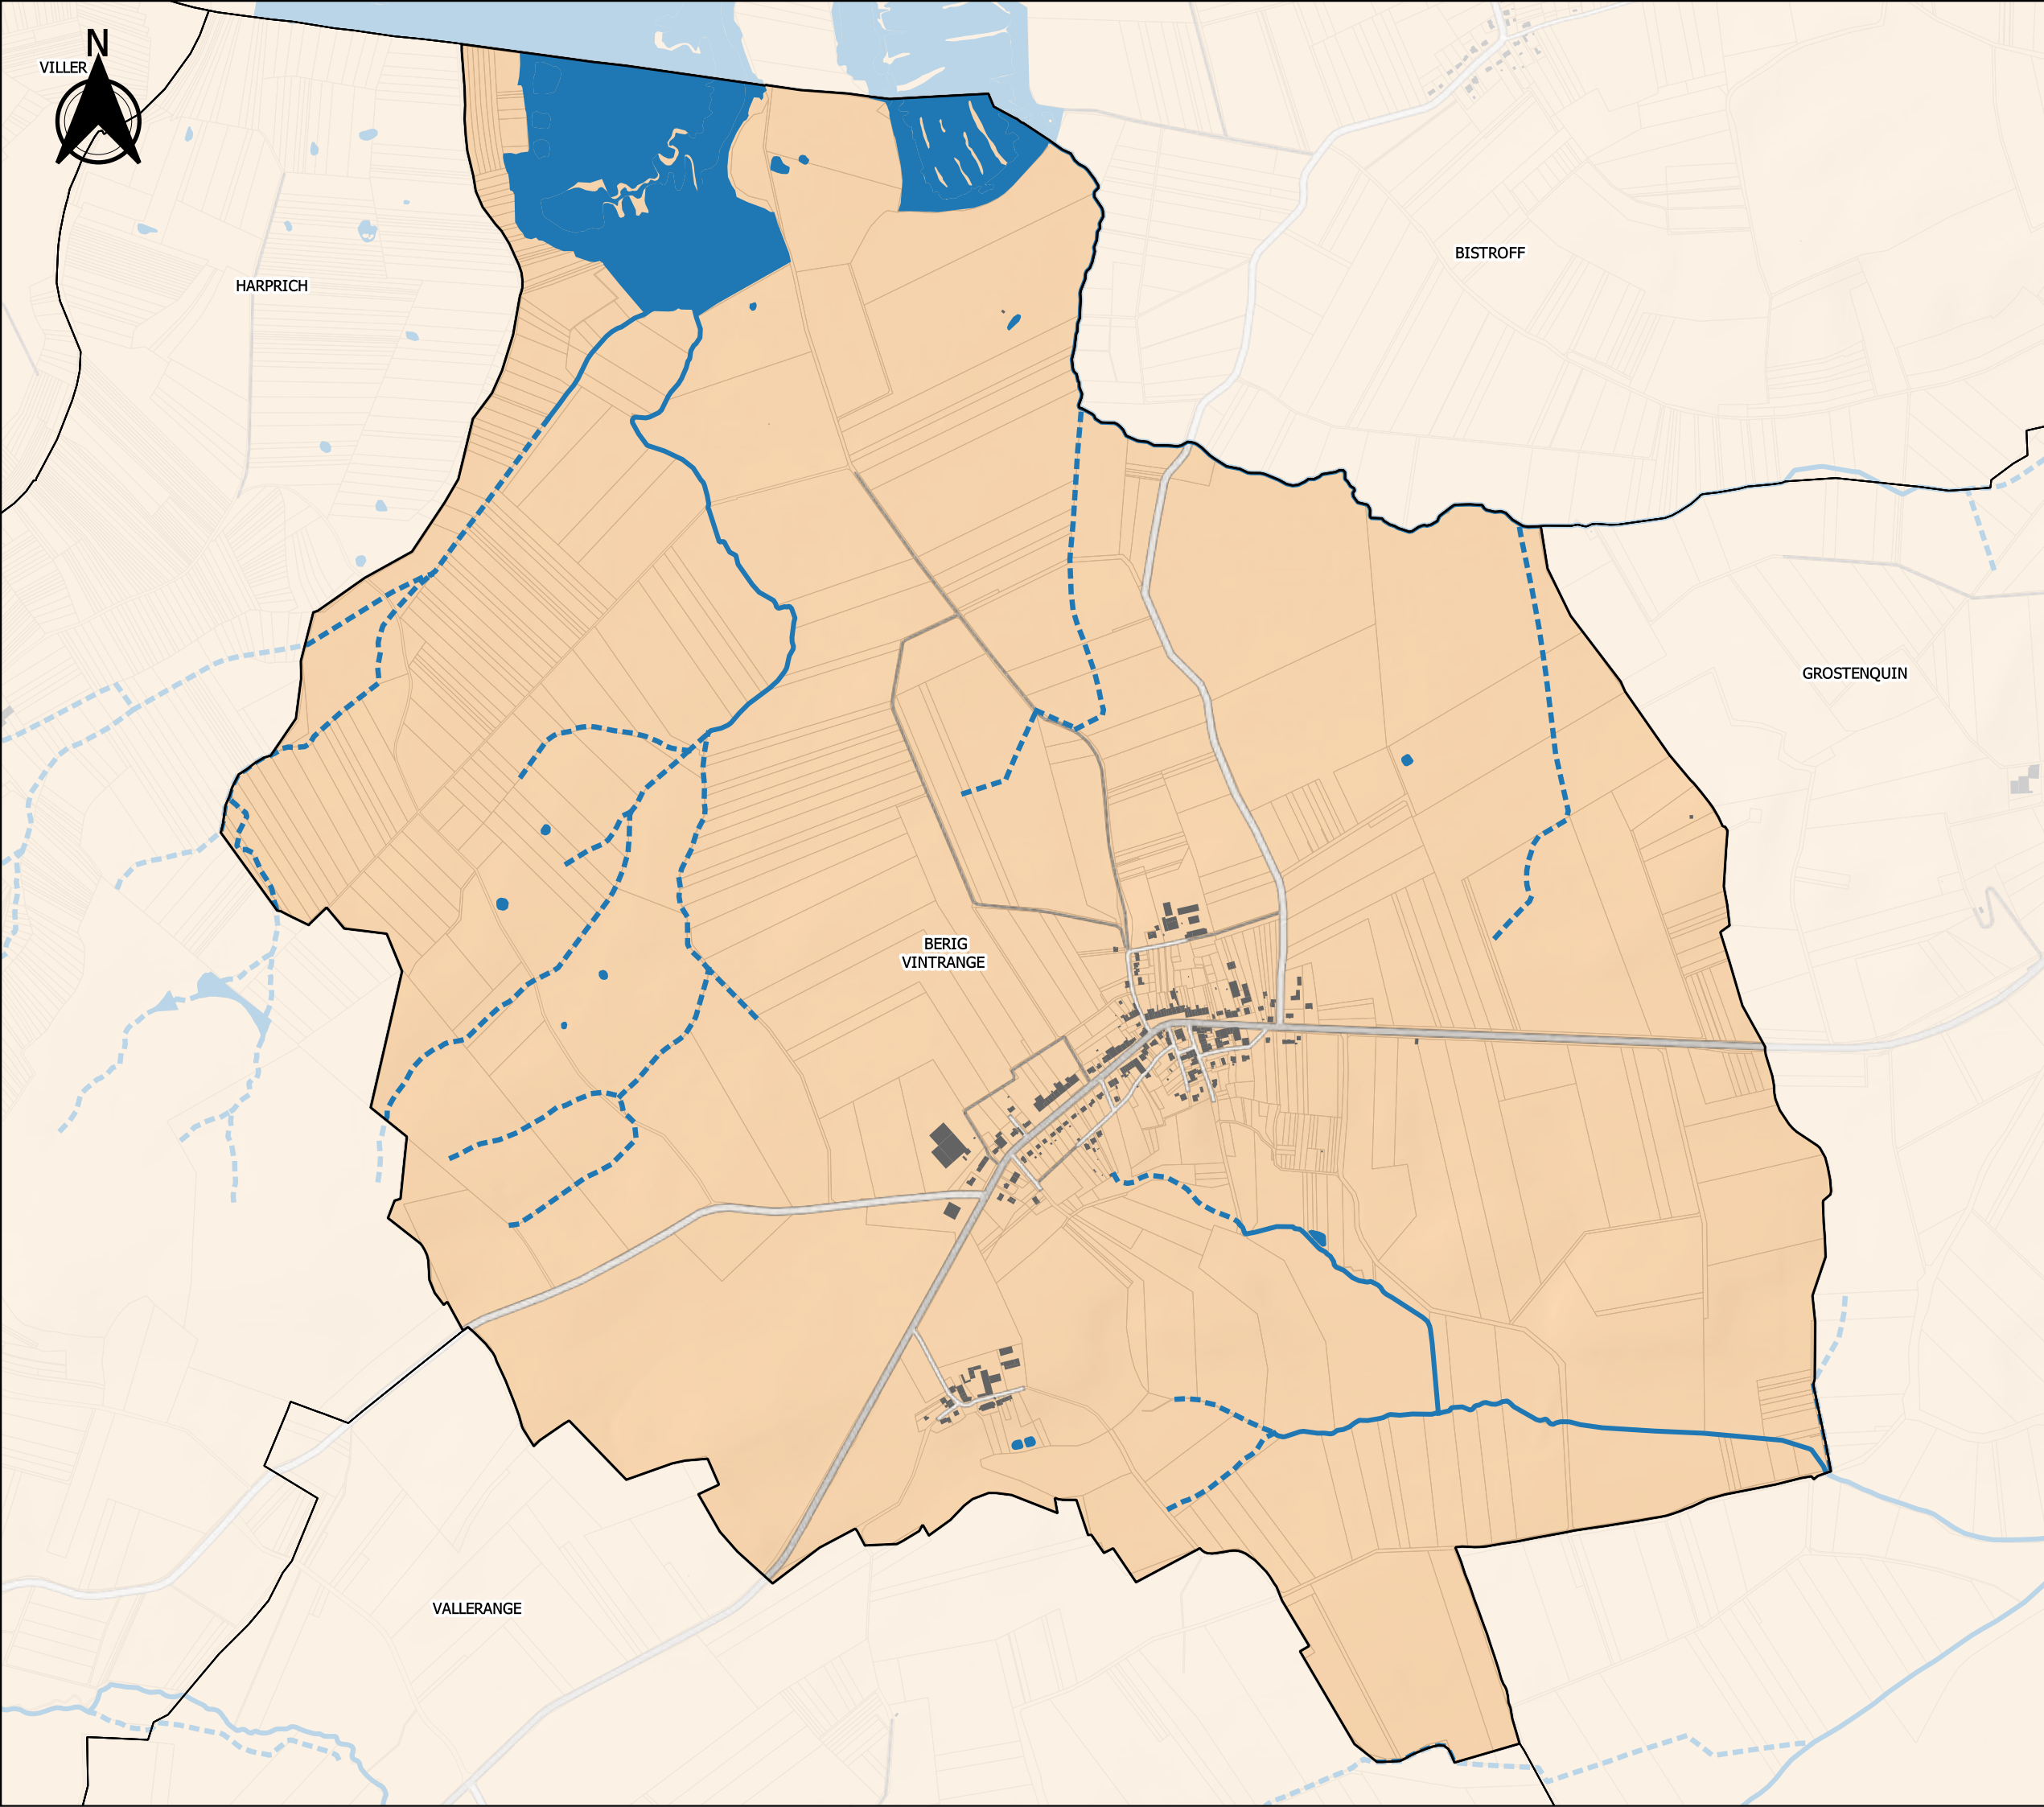 N
VILLER
BISTROFF
HARPRICH
GROSTENQUIN
BERIG
VINTRANGE
VALLERANGE